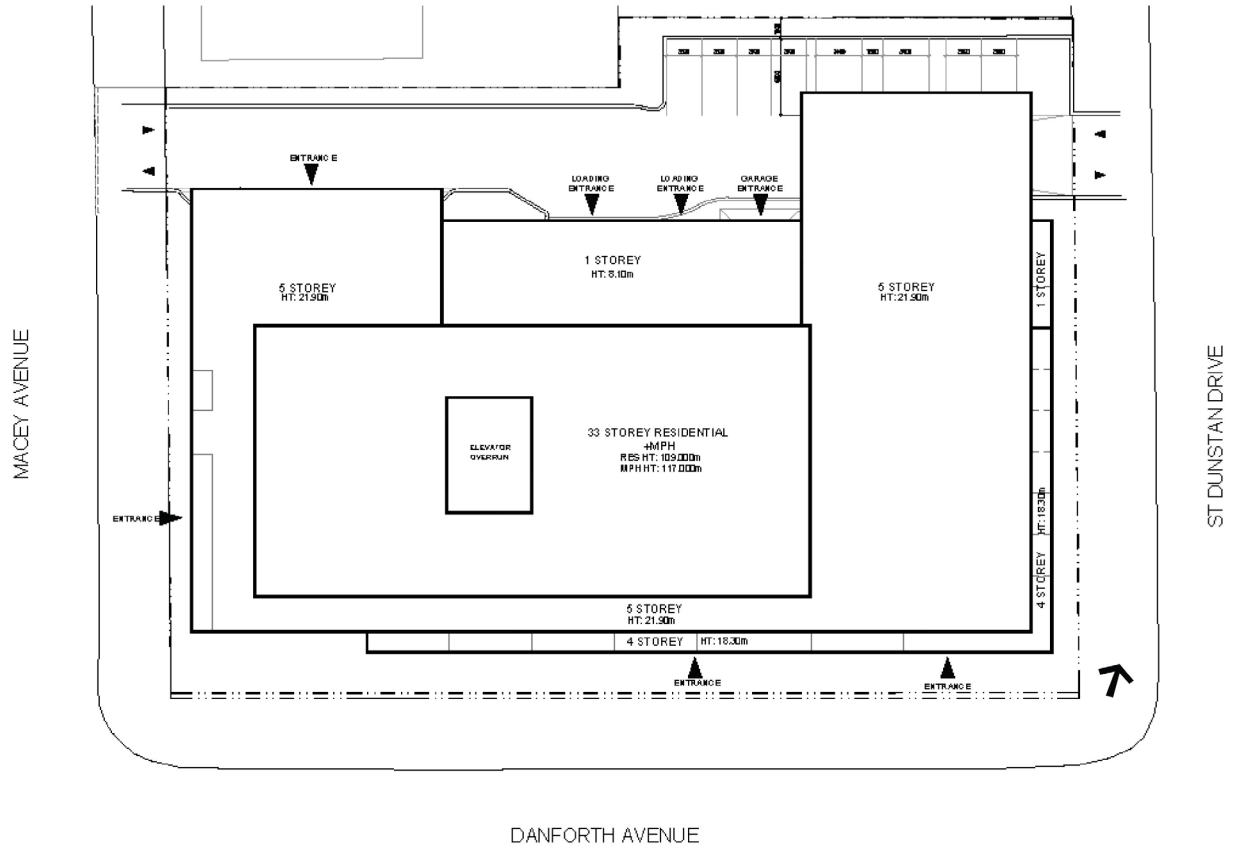 ENTRANCE
LOADING
ENTRANCE
LOADING
ENTRANCE
GARAGE
ENTRANCE
1 STOREY
HT: 8.10m
5 STOREY
HT: 21.90m
5 STOREY
HT: 21.90m
1 STOREY
MACEY AVENUE
ST DUNSTAN DRIVE
33 STOREY RESIDENTIAL
+MPH
RES HT: 109.000m
MPH HT: 117.000m
ELEVATOR
OVERRUN
ENTRANCE
4 STOREY HT: 18.30m
5 STOREY
HT: 21.90m
4 STOREY HT: 18.30m
ENTRANCE
ENTRANCE
DANFORTH AVENUE